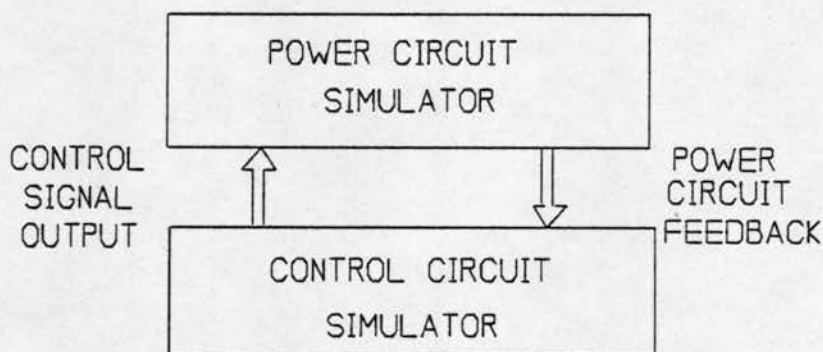 POWER CIRCUIT
SIMULATOR
CONTROL
SIGNAL
OUTPUT
POWER
CIRCUIT
FEEDBACK
CONTROL CIRCUIT
SIMULATOR